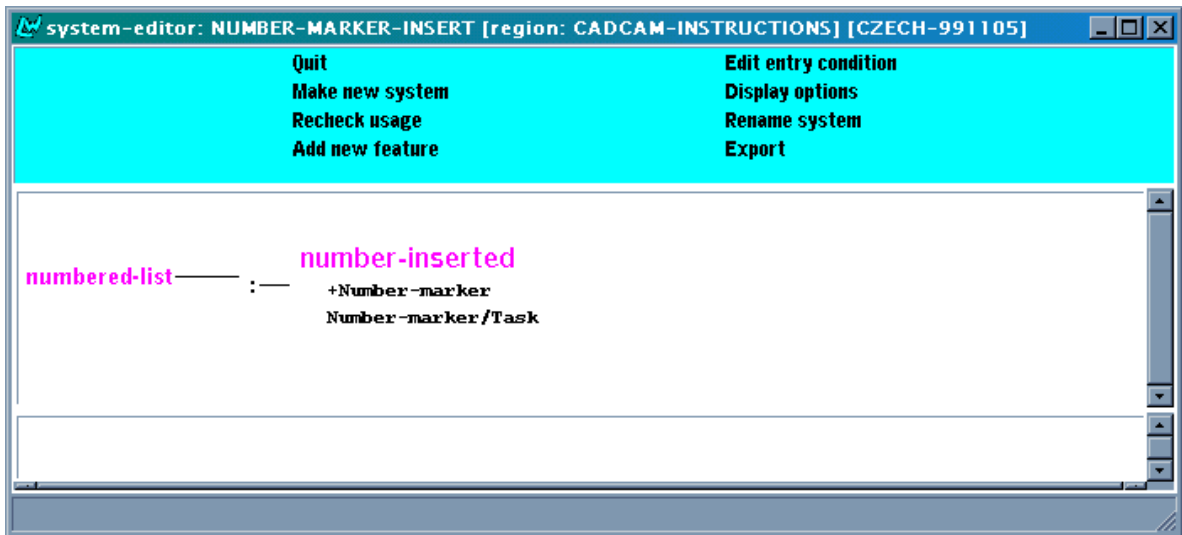 system-editor: NUMBER-MARKER-INSERT [region: CADCAM-INSTRUCTIONS] [CZECH-991105]
Quit Edit entry condition
Make new system Display options
Recheck usage Rename system
Add new feature Export
number-inserted
numbered-list : 
+Number-marker
Number-marker/Task